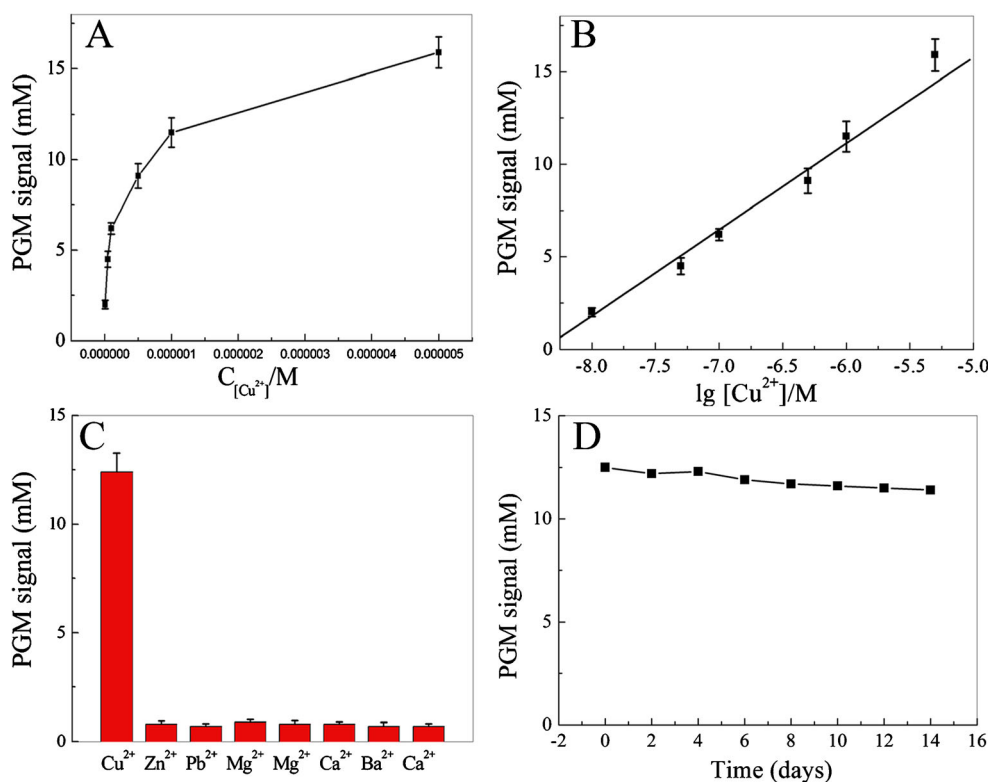 A
15
10
5
0
PGM signal (mM)
0.000000 0.000001 0.000002 0.000003 0.000004 0.000005
C[Cu²⁺]/M
B
15
10
5
0
PGM signal (mM)
-8.0 -7.5 -7.0 -6.5 -6.0 -5.5 -5.0
lg [Cu²⁺]/M
C
15
10
5
0
PGM signal (mM)
Cu²⁺ Zn²⁺ Pb²⁺ Mg²⁺ Mg²⁺ Ca²⁺ Ba²⁺ Ca²⁺
D
15
10
5
0
PGM signal (mM)
-2 0 2 4 6 8 10 12 14 16
Time (days)